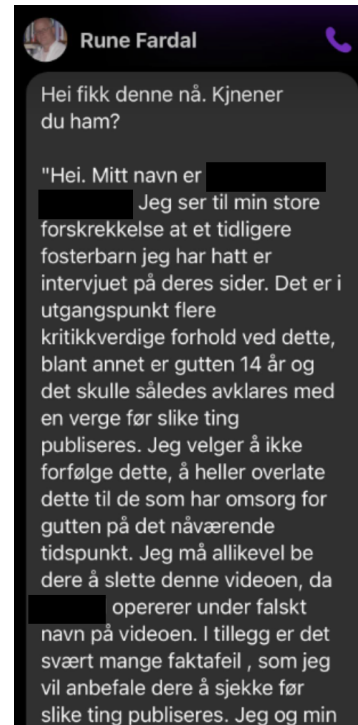 Rune Fardal
Hei fikk denne nå. Kjnener
du ham?
"Hei. Mitt navn er
Jeg ser til min store
forskrekkelse at et tidligere
fosterbarn jeg har hatt er
intervjuet på deres sider. Det er i
utgangspunkt flere
kritikkverdige forhold ved dette,
blant annet er gutten 14 år og
det skulle således avklares med
en verge før slike ting
publiseres. Jeg velger å ikke
forfølge dette, å heller overlate
dette til de som har omsorg for
gutten på det nåværende
tidspunkt. Jeg må allikevel be
dere å slette denne videoen, da
opererer under falskt
navn på videoen. I tillegg er det
svært mange faktafeil , som jeg
vil anbefale dere å sjekke før
slike ting publiseres. Jeg og min